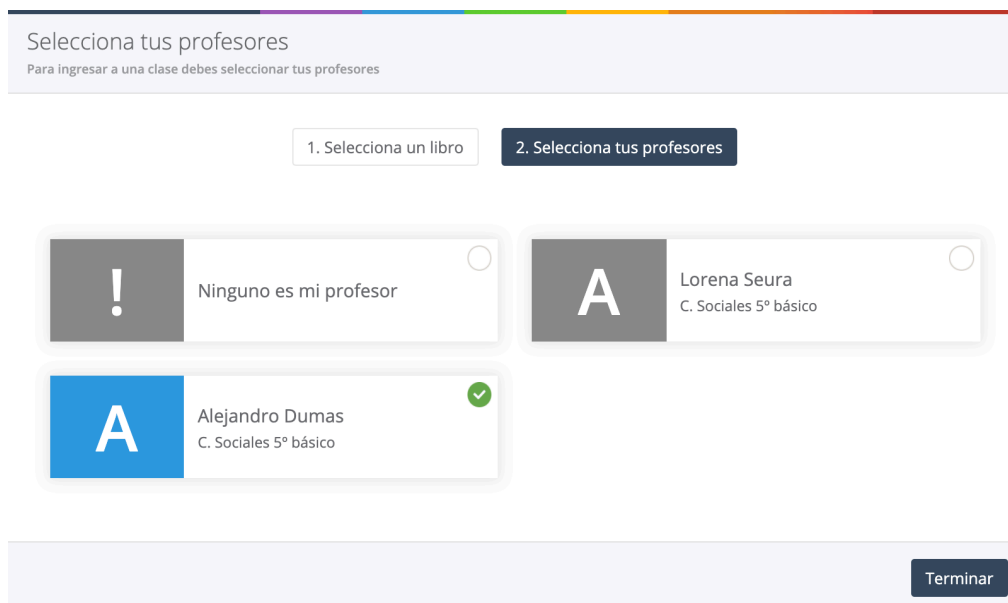 Selecciona tus profesores
Para ingresar a una clase debes seleccionar tus profesores
1. Selecciona un libro
2. Selecciona tus profesores
!
Ninguno es mi profesor
A
Lorena Seura
C. Sociales 5º básico
A
Alejandro Dumas
C. Sociales 5º básico
Terminar